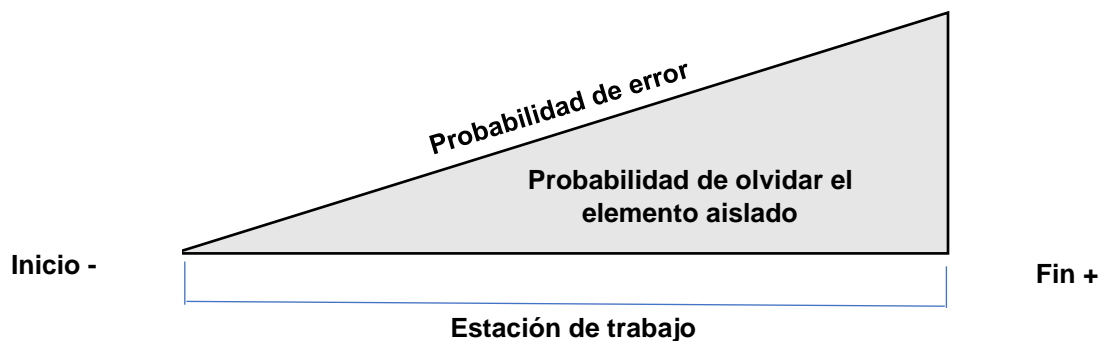 Probabilidad de error
Probabilidad de olvidar el
elemento aislado
Inicio -
Fin +
Estación de trabajo